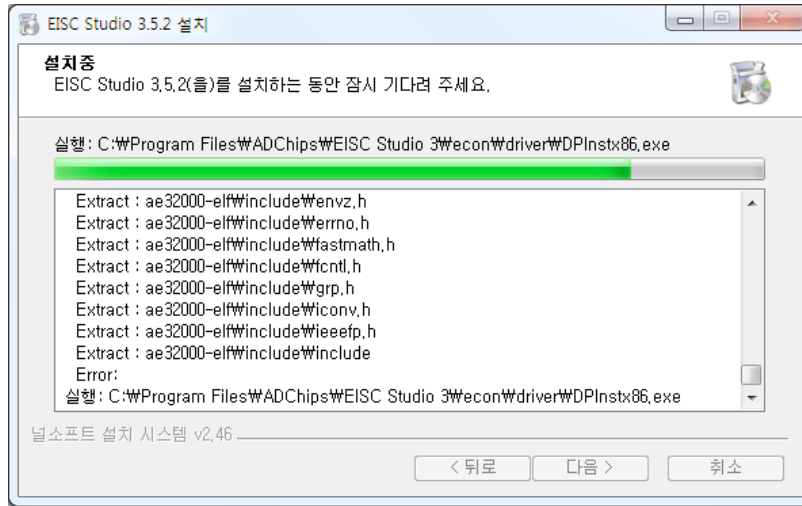 EISC Studio 3.5.2 설치
설치중
EISC Studio 3.5.2(을)를 설치하는 동안 잠시 기다려 주세요.
실행: C:₩Program Files₩ADChips₩EISC Studio 3₩econ₩driver₩DPInstx86.exe
Extract : ae32000-elf₩include₩envz.h
Extract : ae32000-elf₩include₩errno.h
Extract : ae32000-elf₩include₩fastmath.h
Extract : ae32000-elf₩include₩fcntl.h
Extract : ae32000-elf₩include₩grp.h
Extract : ae32000-elf₩include₩iconv.h
Extract : ae32000-elf₩include₩ieeefp.h
Extract : ae32000-elf₩include₩include
Error:
실행: C:₩Program Files₩ADChips₩EISC Studio 3₩econ₩driver₩DPInstx86.exe
널소프트 설치 시스템 v2.46
< 뒤로 다음 > 취소